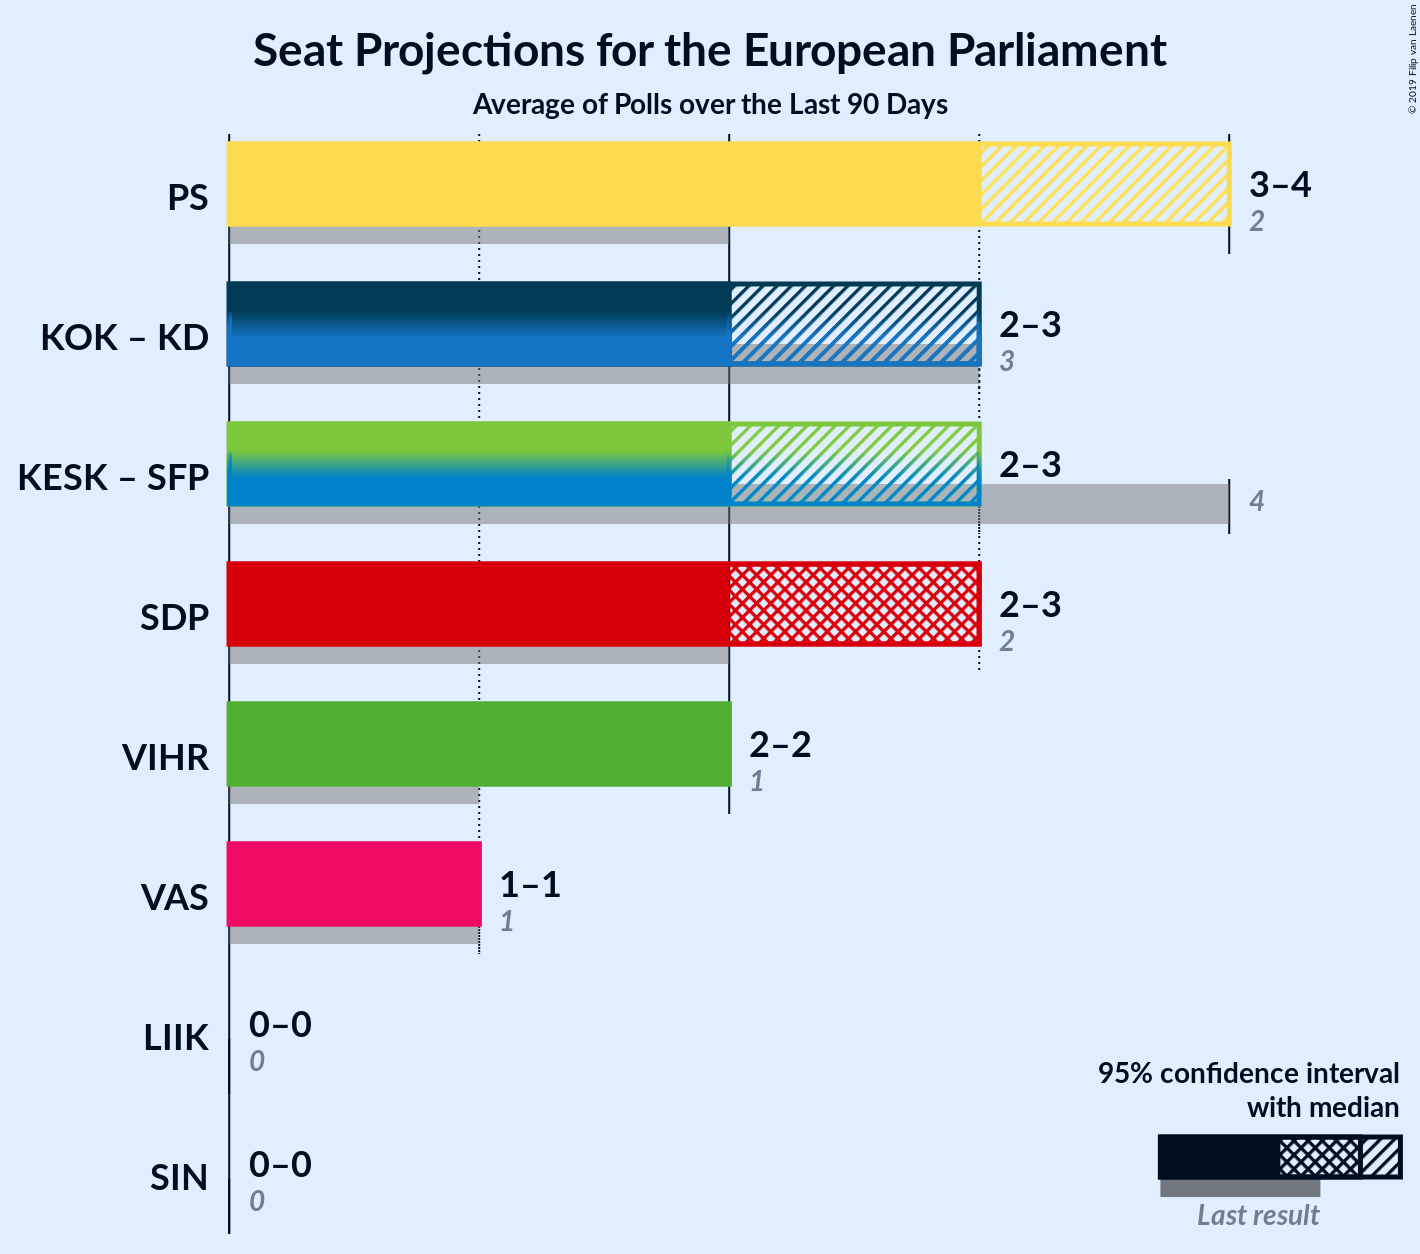 Seat Projections for the European Parliament
Average of Polls over the Last 90 Days
© 2019 Filip van Laenen
PS
3–4
2
KOK – KD
2–3
3
KESK – SFP
2–3
4
SDP
2–3
2
VIHR
2–2
1
VAS
1–1
1
LIIK
0–0
0
SIN
0–0
0
95% confidence interval
with median
Last result